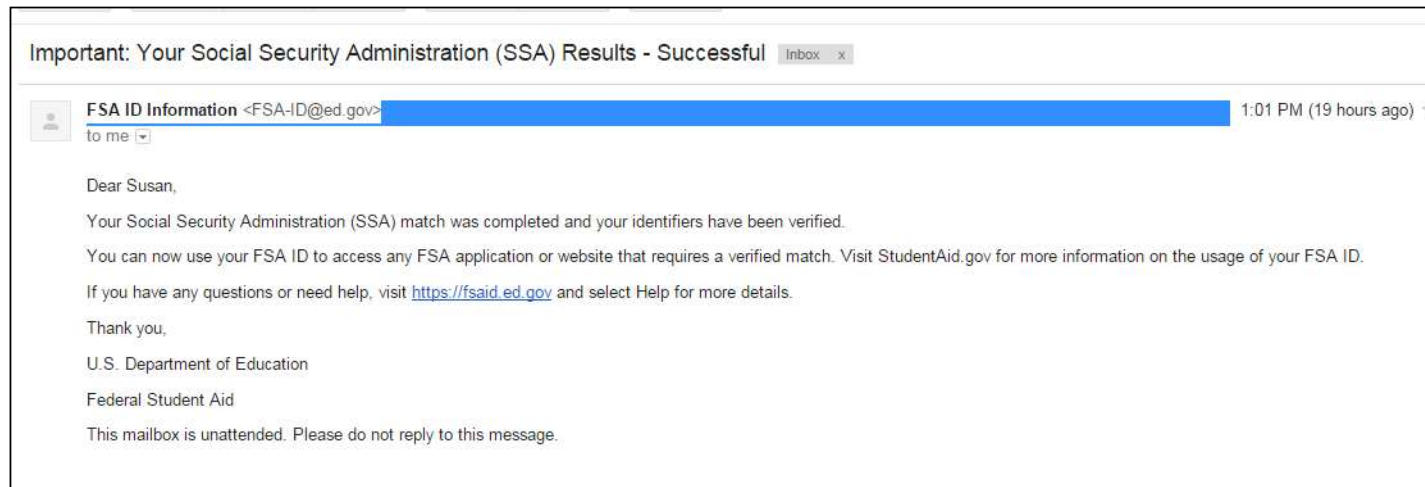 Important: Your Social Security Administration (SSA) Results - Successful Inbox x
FSA ID Information <FSA-ID@ed.gov> 1:01 PM (19 hours ago)
to me
Dear Susan,
Your Social Security Administration (SSA) match was completed and your identifiers have been verified.
You can now use your FSA ID to access any FSA application or website that requires a verified match. Visit StudentAid.gov for more information on the usage of your FSA ID.
If you have any questions or need help, visit https://fsaid.ed.gov and select Help for more details.
Thank you,
U.S. Department of Education
Federal Student Aid
This mailbox is unattended. Please do not reply to this message.